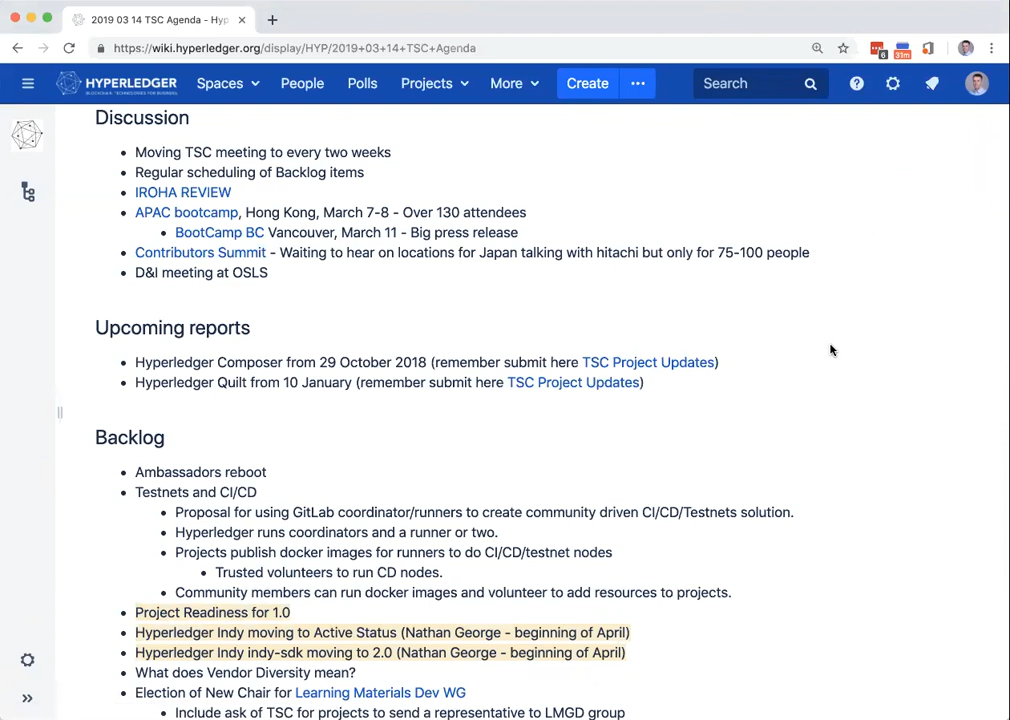 2019 03 14 TSC Agenda - Hyp
https://wiki.hyperledger.org/display/HYP/2019+03+14+TSC+Agenda
6
31m
HYPERLEDGER
BLOCKCHAIN TECHNOLOGIES FOR BUSINESS
Spaces
People
Polls
Projects
More
Create
Search
Discussion
Moving TSC meeting to every two weeks
Regular scheduling of Backlog items
IROHA REVIEW
APAC bootcamp, Hong Kong, March 7-8 - Over 130 attendees
BootCamp BC Vancouver, March 11 - Big press release
Contributors Summit - Waiting to hear on locations for Japan talking with hitachi but only for 75-100 people
D&I meeting at OSLS
Upcoming reports
Hyperledger Composer from 29 October 2018 (remember submit here TSC Project Updates)
Hyperledger Quilt from 10 January (remember submit here TSC Project Updates)
Backlog
Ambassadors reboot
Testnets and CI/CD
Proposal for using GitLab coordinator/runners to create community driven CI/CD/Testnets solution.
Hyperledger runs coordinators and a runner or two.
Projects publish docker images for runners to do CI/CD/testnet nodes
Trusted volunteers to run CD nodes.
Community members can run docker images and volunteer to add resources to projects.
Project Readiness for 1.0
Hyperledger Indy moving to Active Status (Nathan George - beginning of April)
Hyperledger Indy indy-sdk moving to 2.0 (Nathan George - beginning of April)
What does Vendor Diversity mean?
Election of New Chair for Learning Materials Dev WG
Include ask of TSC for projects to send a representative to LMGD group